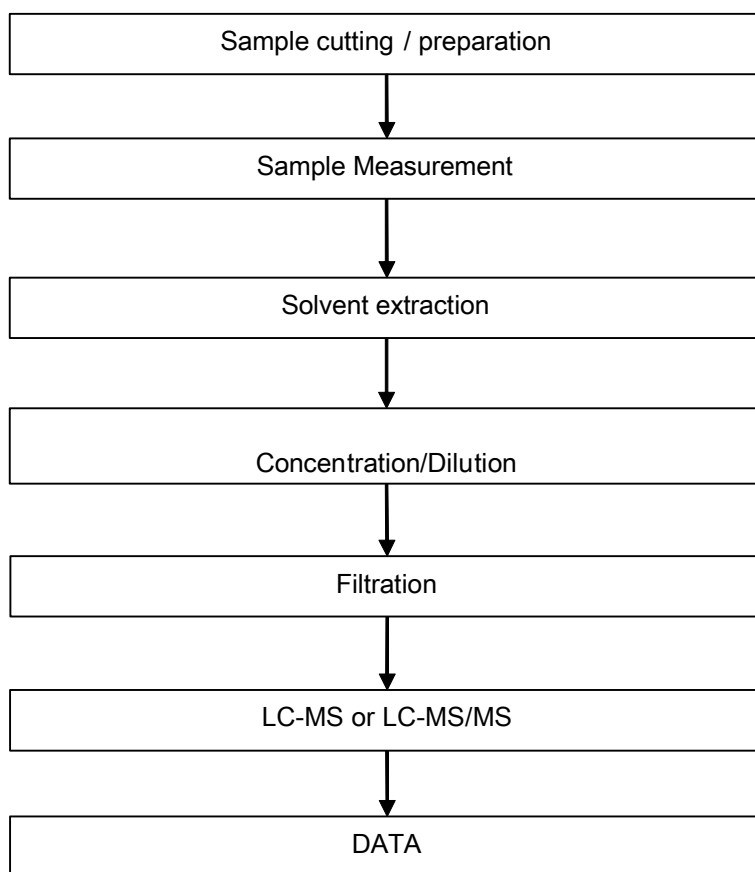 Sample cutting / preparation
Sample Measurement
Solvent extraction
Concentration/Dilution
Filtration
LC-MS or LC-MS/MS
DATA